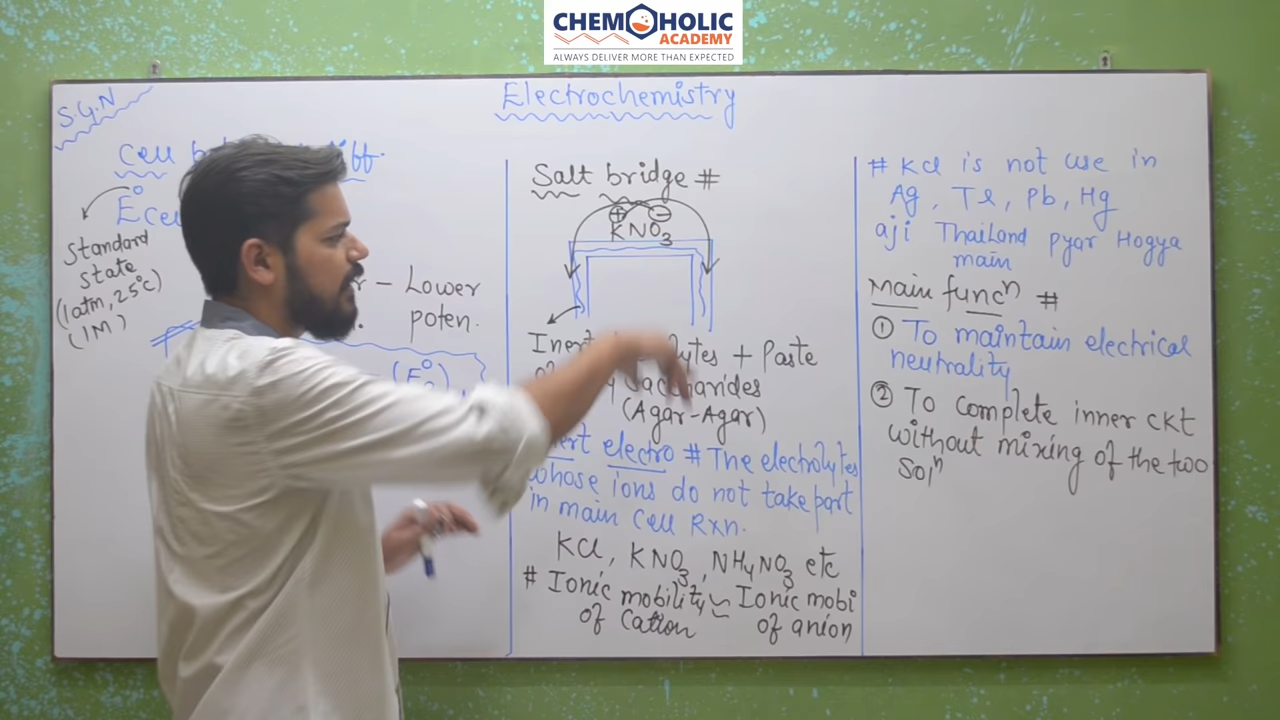 CHEMOHOLIC
ACADEMY
ALWAYS DELIVER MORE THAN EXPECTED
S.G.N
Electrochemistry
Cell
diff.
E°cell
Standard
state
(1atm, 25°C)
(1M)
- Lower
poten.
Salt bridge #
⊕ ⊖
KNO₃
+ Paste
Saccharides
(Agar-Agar)
electro # The electrolytes
whose ions do not take part
in main cell Rxn.
KCl, KNO₃, NH₄NO₃ etc
# Ionic mobility ≃ Ionic mobi
of Cation of anion
# KCl is not use in
Ag, Tl, Pb, Hg
aji Thailand pyar Hogya
main
Main funcⁿ #
① To maintain electrical
neutrality
② To complete inner ckt
without mixing of the two
Solⁿ